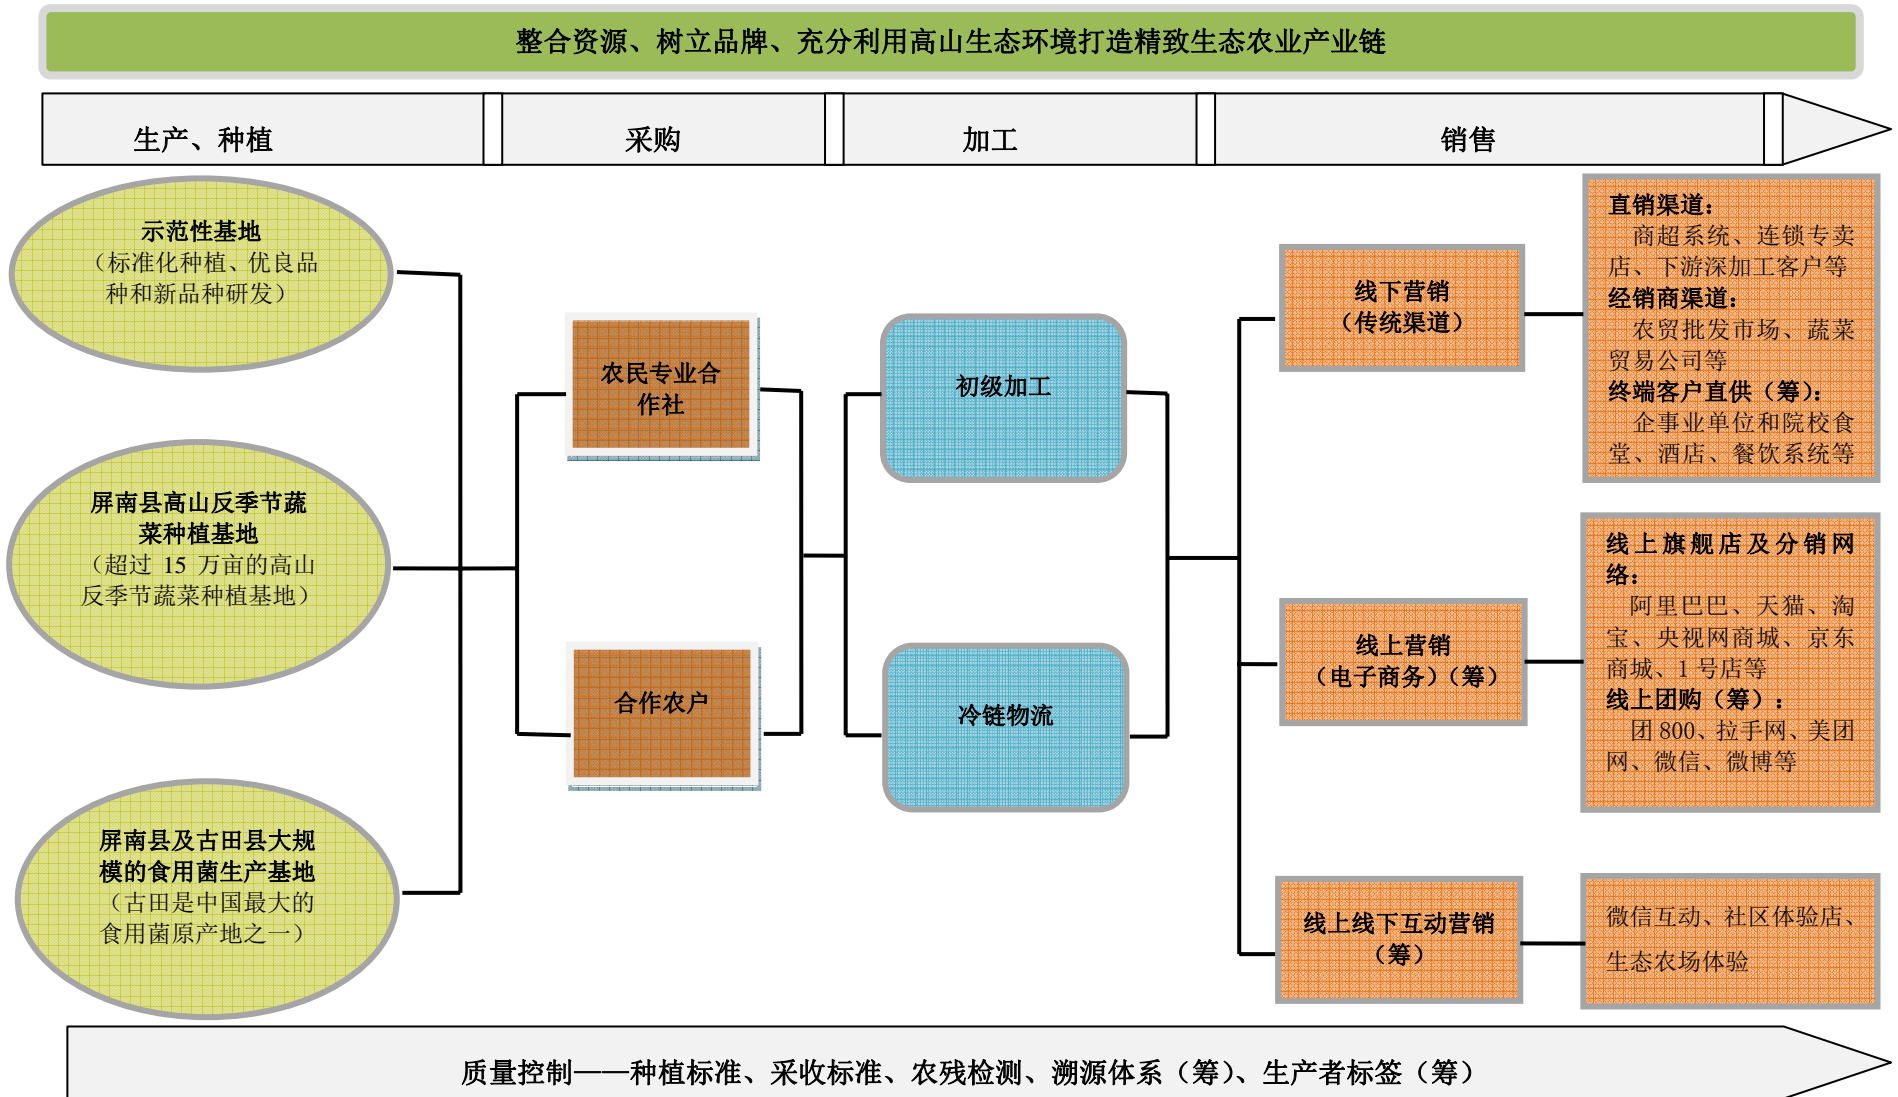 整合资源、树立品牌、充分利用高山生态环境打造精致生态农业产业链
生产、种植
采购
加工
销售
示范性基地
（标准化种植、优良品
种和新品种研发）
屏南县高山反季节蔬
菜种植基地
（超过 15 万亩的高山
反季节蔬菜种植基地）
屏南县及古田县大规
模的食用菌生产基地
（古田是中国最大的
食用菌原产地之一）
农民专业合
作社
合作农户
初级加工
冷链物流
线下营销
（传统渠道）
线上营销
（电子商务）（筹）
线上线下互动营销
（筹）
直销渠道：
商超系统、连锁专卖
店、下游深加工客户等
经销商渠道：
农贸批发市场、蔬菜
贸易公司等
终端客户直供（筹）：
企事业单位和院校食
堂、酒店、餐饮系统等
线上旗舰店及分销网
络：
阿里巴巴、天猫、淘
宝、央视网商城、京东
商城、1 号店等
线上团购（筹）：
团 800、拉手网、美团
网、微信、微博等
微信互动、社区体验店、
生态农场体验
质量控制——种植标准、采收标准、农残检测、溯源体系（筹）、生产者标签（筹）